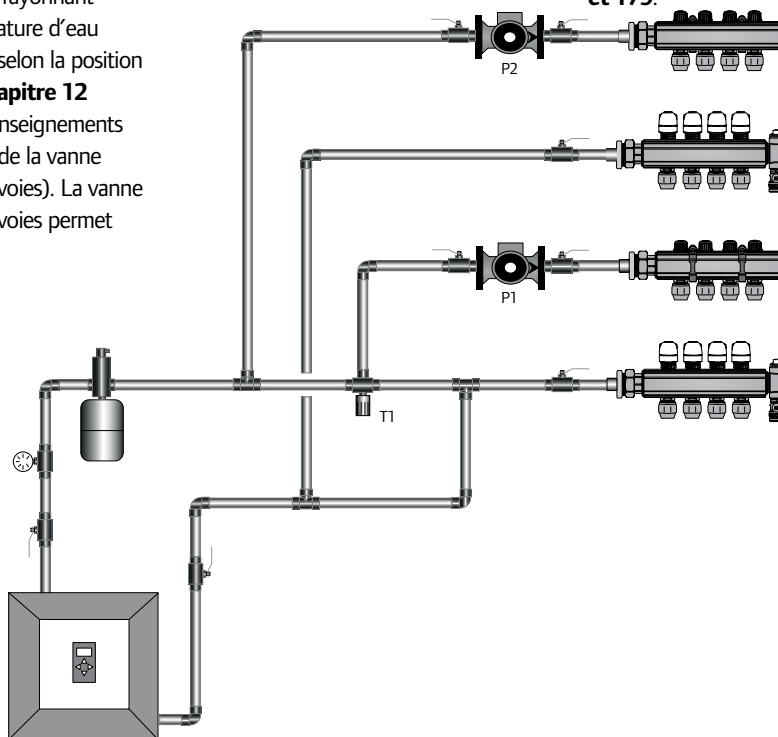 rayonnant
ature d'eau
selon la position
apitre 12
nseignements
de la vanne
voies). La vanne
voies permet
et 175.
P2
P1
T1